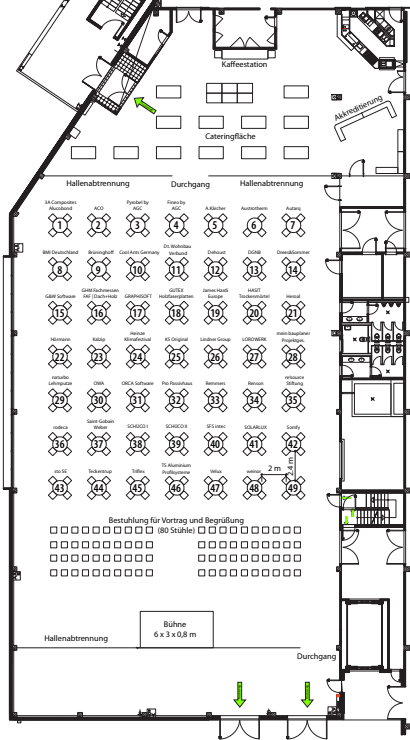 Kaffeestation
Akkreditierung
Cateringfläche
Hallenabtrennung Durchgang Hallenabtrennung
3A Composites Alucobond
ACO
Pyrobel by AGC
Fineo by AGC
A.Kärcher
Austrotherm
Autarq
1 2 3 4 5 6 7
BMI Deutschland
Brüninghoff
Cool Ants Germany
Dt. Wohnbau Verbund
Dehoust
DGNB
Drees&Sommer
8 9 10 11 12 13 14
G&W Software
GHM Fachmessen FAF | Dach+Holz
GRAPHISOFT
GUTEX Holzfaserplatten
James Hardi Europe
HASIT Trockenmörtel
Hessal
15 16 17 18 19 20 21
Hörmann
Kalzip
Heinze Klimafestival
KS Original
Lindner Group
LOROWERK
mein bauplaner Projektges.
22 23 24 25 26 27 28
naturbo Lehmputze
OWA
ORCA Software
Pro Passivhaus
Remmers
Renson
resource Stiftung
29 30 31 32 33 34 35
rodeca
Saint-Gobain Weber
SCHÜCO I
SCHÜCO II
SFS intec
SOLARLUX
Somfy
36 37 38 39 40 41 42
sto SE
Teckentrup
Triflex
TS Aluminium Profilsysteme
Velux
weinor
2 m
2.4 m
43 44 45 46 47 48 49
Bestuhlung für Vortrag und Begrüßung
(80 Stühle)
Bühne
6 x 3 x 0,8 m
Hallenabtrennung
Durchgang